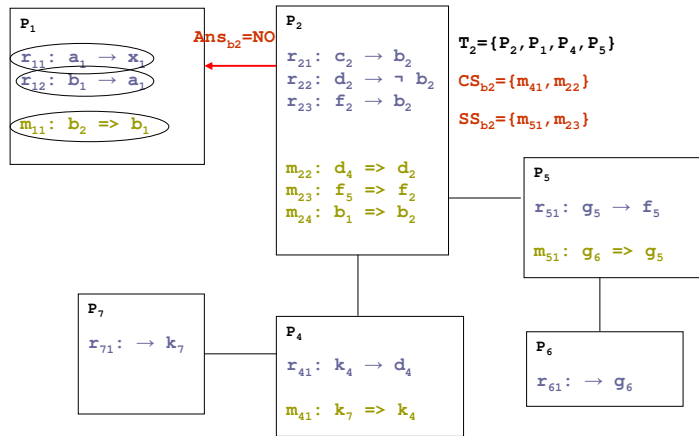 P₁
r₁₁: a₁ → x₁
r₁₂: b₁ → a₁
m₁₁: b₂ => b₁
Ans_b2=NO
P₂
r₂₁: c₂ → b₂
r₂₂: d₂ → ¬ b₂
r₂₃: f₂ → b₂
m₂₂: d₄ => d₂
m₂₃: f₅ => f₂
m₂₄: b₁ => b₂
T₂={P₂,P₁,P₄,P₅}
CS_b2={m₄₁,m₂₂}
SS_b2={m₅₁,m₂₃}
P₅
r₅₁: g₅ → f₅
m₅₁: g₆ => g₅
P₇
r₇₁: → k₇
P₄
r₄₁: k₄ → d₄
m₄₁: k₇ => k₄
P₆
r₆₁: → g₆